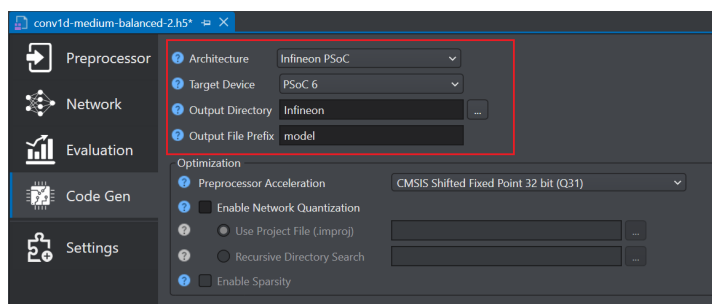 conv1d-medium-balanced-2.h5*
Preprocessor
Network
Evaluation
Code Gen
Settings
Architecture Infineon PSoC
Target Device PSoC 6
Output Directory Infineon ...
Output File Prefix model
Optimization
Preprocessor Acceleration CMSIS Shifted Fixed Point 32 bit (Q31)
Enable Network Quantization
Use Project File (.improj) ...
Recursive Directory Search ...
Enable Sparsity